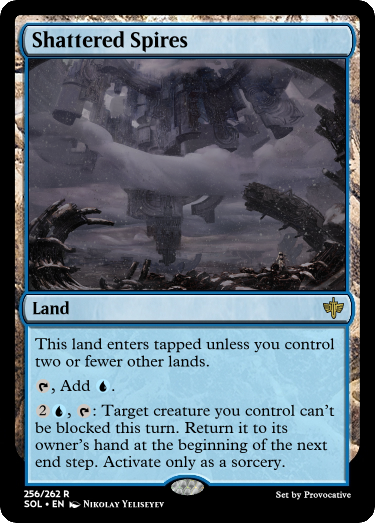 Shattered Spires
Land
This land enters tapped unless you control
two or fewer other lands.
, Add .
2 , : Target creature you control can't
be blocked this turn. Return it to its
owner's hand at the beginning of the next
end step. Activate only as a sorcery.
256/262 R
SOL • EN Nikolay Yeliseyev
Set by Provocative